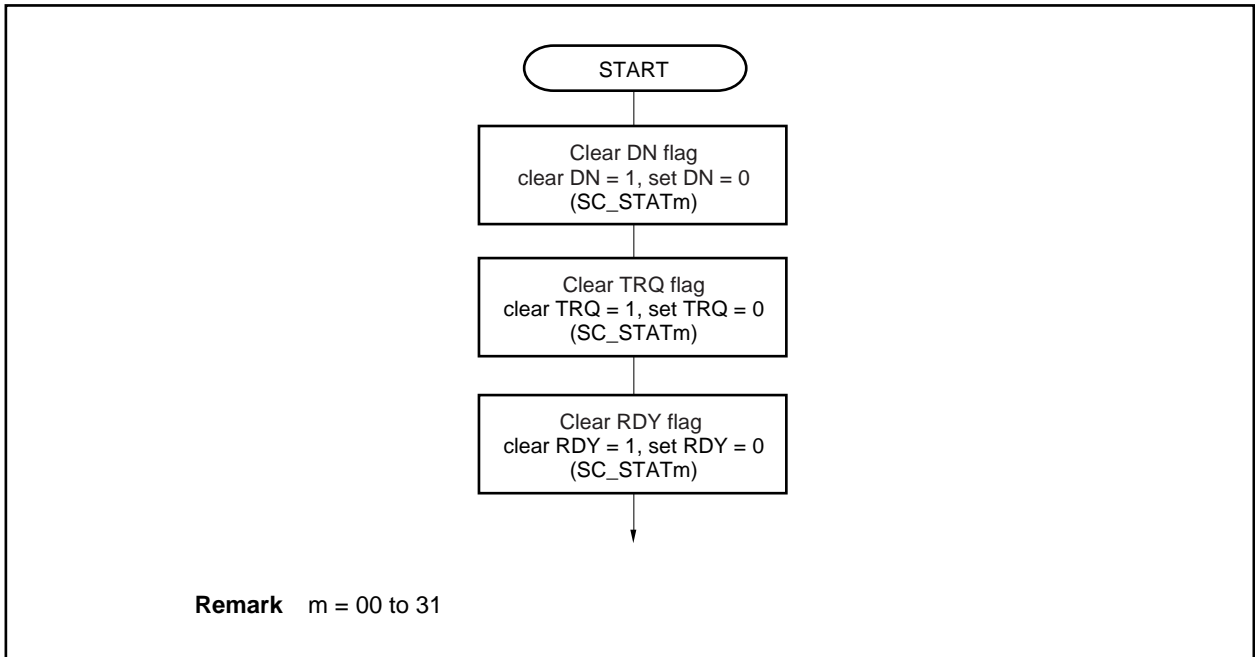 START
Clear DN flag
clear DN = 1, set DN = 0
(SC_STATm)
Clear TRQ flag
clear TRQ = 1, set TRQ = 0
(SC_STATm)
Clear RDY flag
clear RDY = 1, set RDY = 0
(SC_STATm)
Remark m = 00 to 31